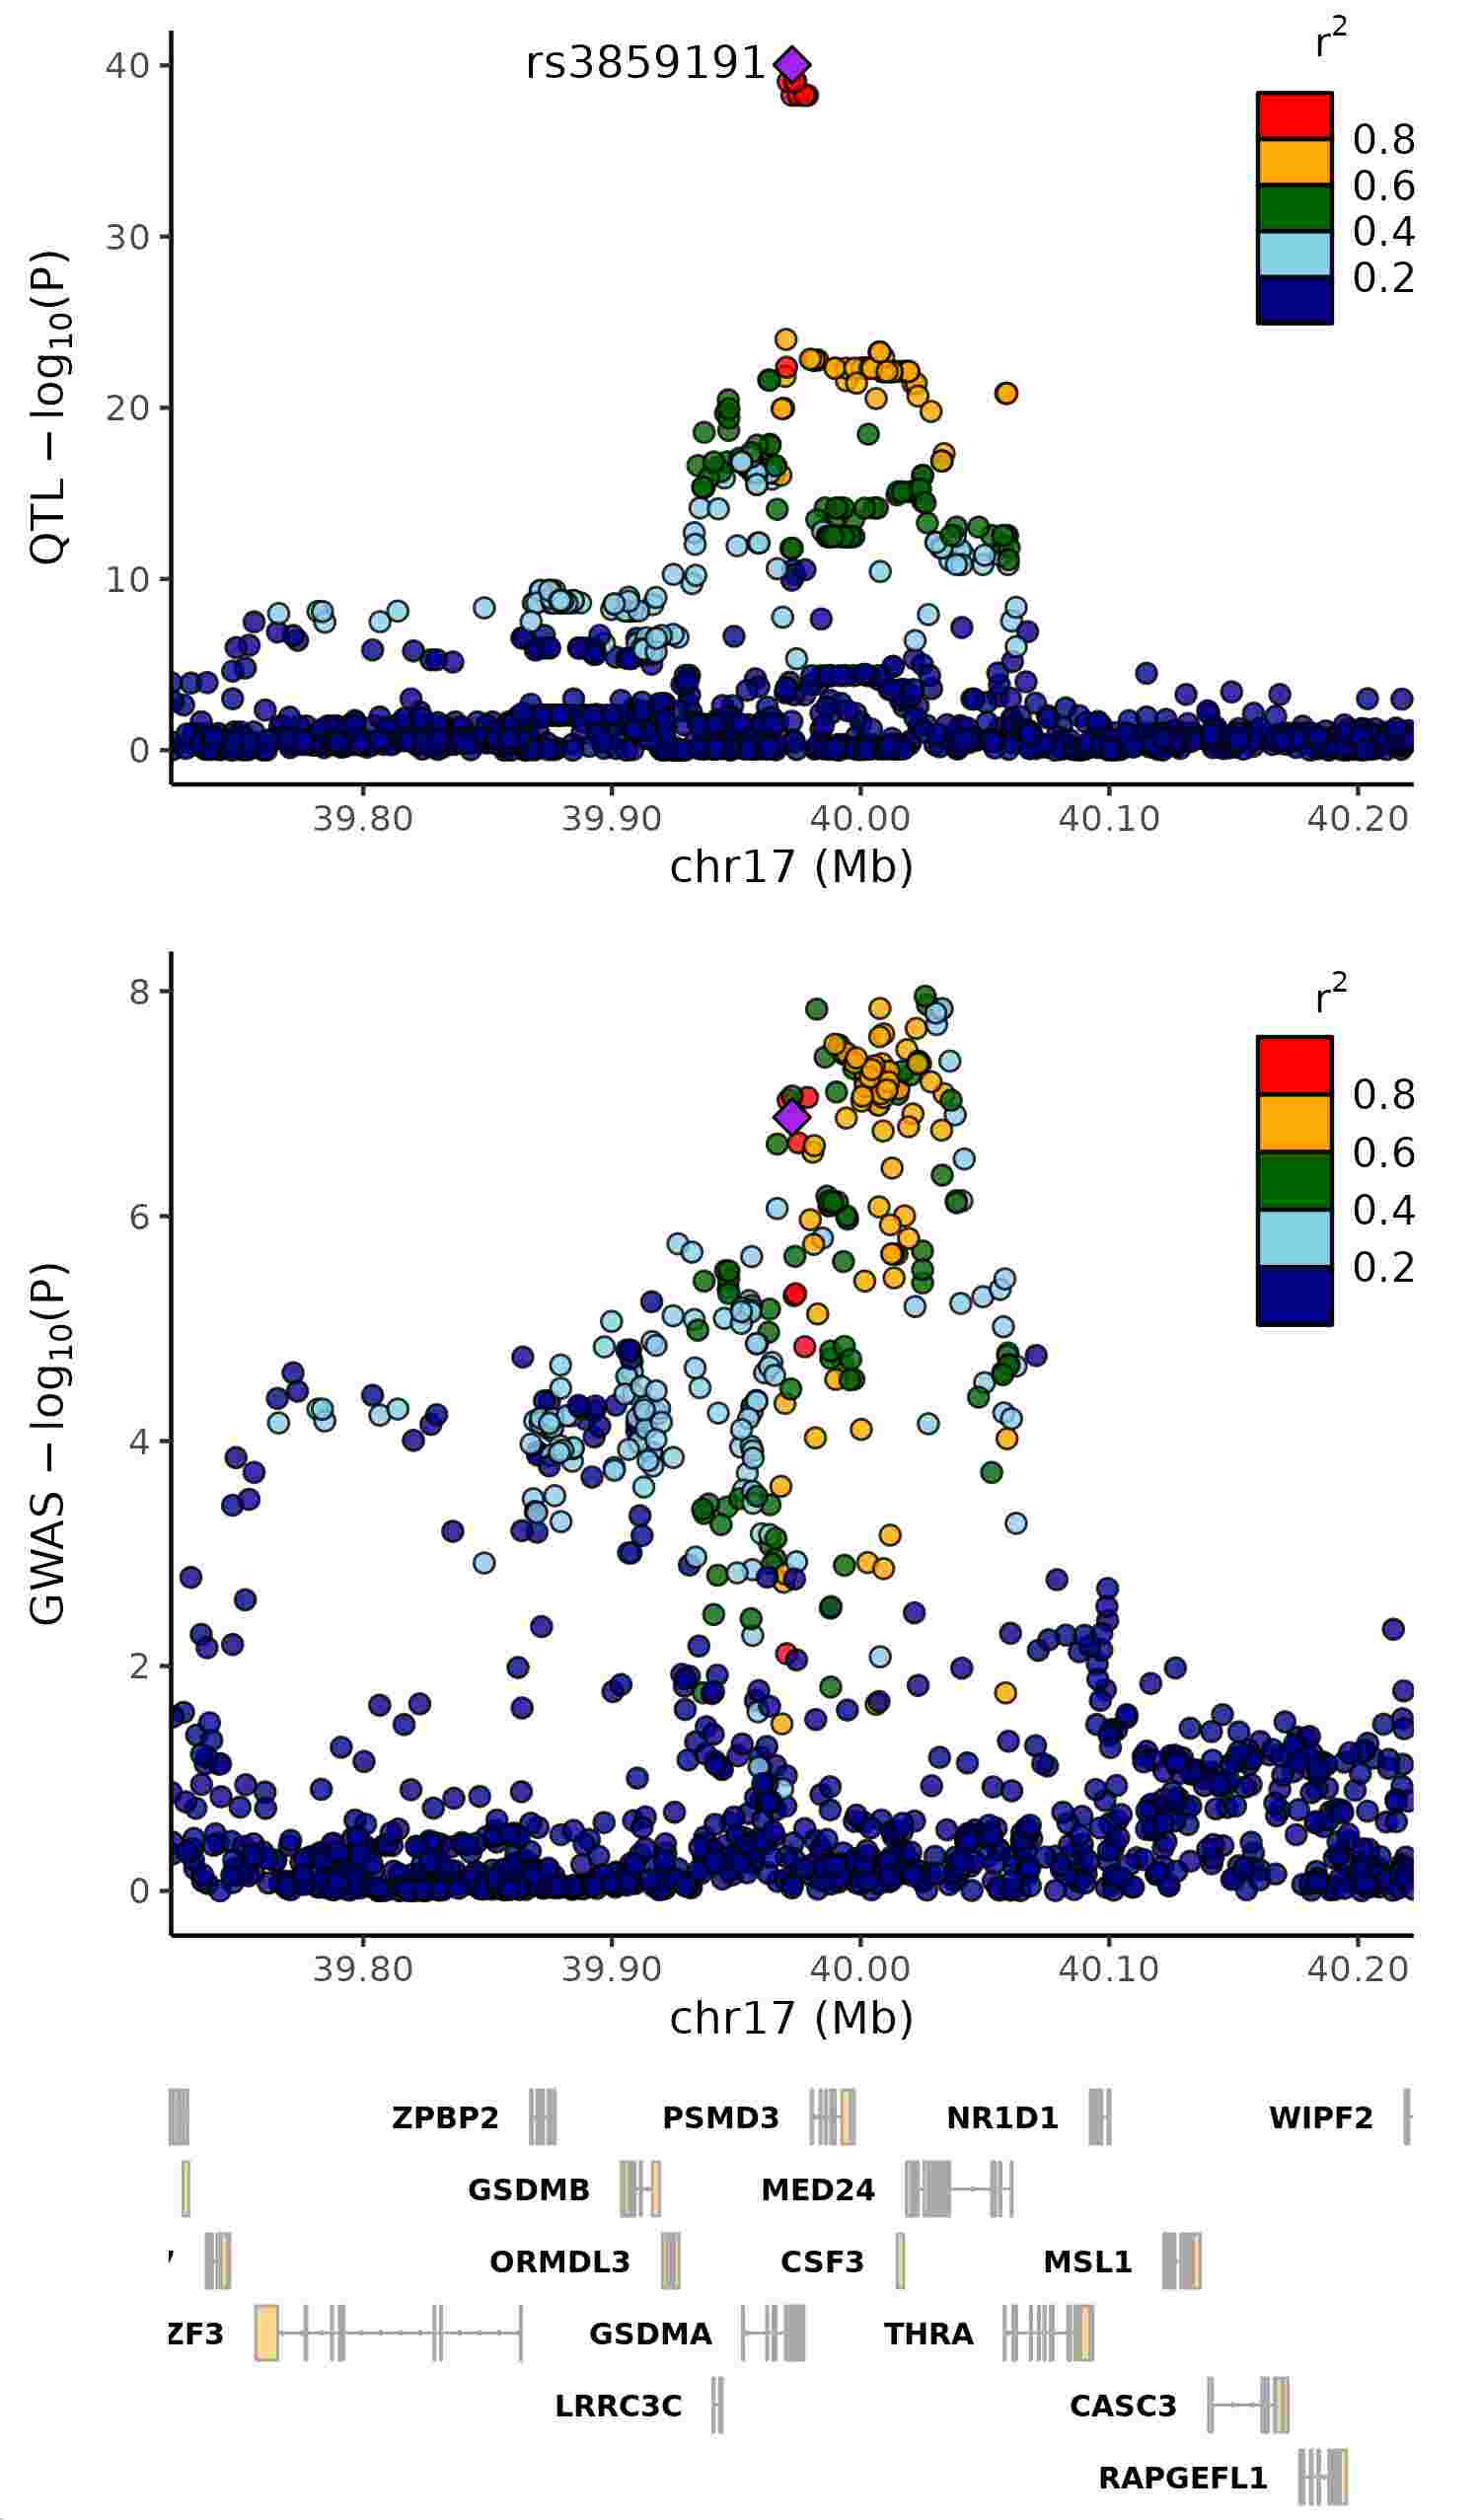 r2
rs3859191
40
30
20
10
0
QTL − log10(P)
0.8
0.6
0.4
0.2
39.80 39.90 40.00 40.10 40.20
chr17 (Mb)
r2
8
6
4
2
0
GWAS − log10(P)
0.8
0.6
0.4
0.2
39.80 39.90 40.00 40.10 40.20
chr17 (Mb)
ZPBP2 PSMD3 NR1D1 WIPF2
GSDMB MED24
ORMDL3 CSF3 MSL1
ZF3 GSDMA THRA
LRRC3C CASC3
RAPGEFL1